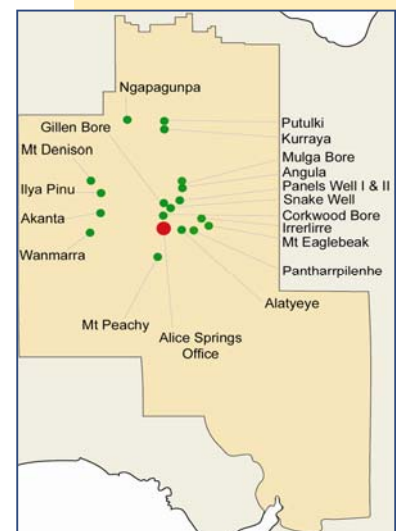 Ngapagunpa
Gillen Bore
Mt Denison
Ilya Pinu
Akanta
Wanmarra
Mt Peachy
Alice Springs
Office
Putulki
Kurraya
Mulga Bore
Angula
Panels Well I & II
Snake Well
Corkwood Bore
Irrerlirre
Mt Eaglebeak
Pantharrpilenhe
Alatyeye